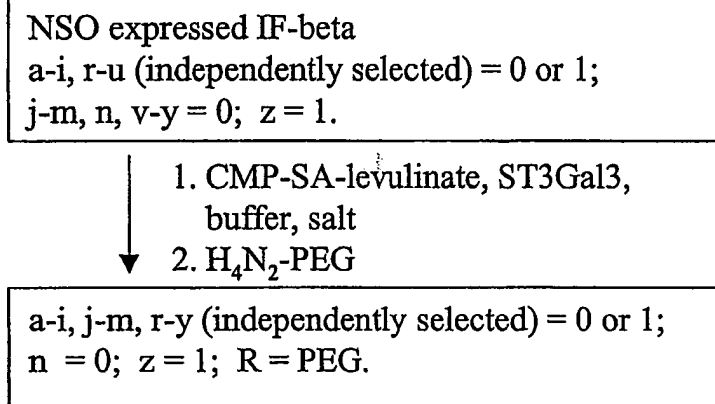 NSO expressed IF-beta
a-i, r-u (independently selected) = 0 or 1;
j-m, n, v-y = 0; z = 1.
1. CMP-SA-levulinate, ST3Gal3,
buffer, salt
2. H₄N₂-PEG
a-i, j-m, r-y (independently selected) = 0 or 1;
n = 0; z = 1; R = PEG.